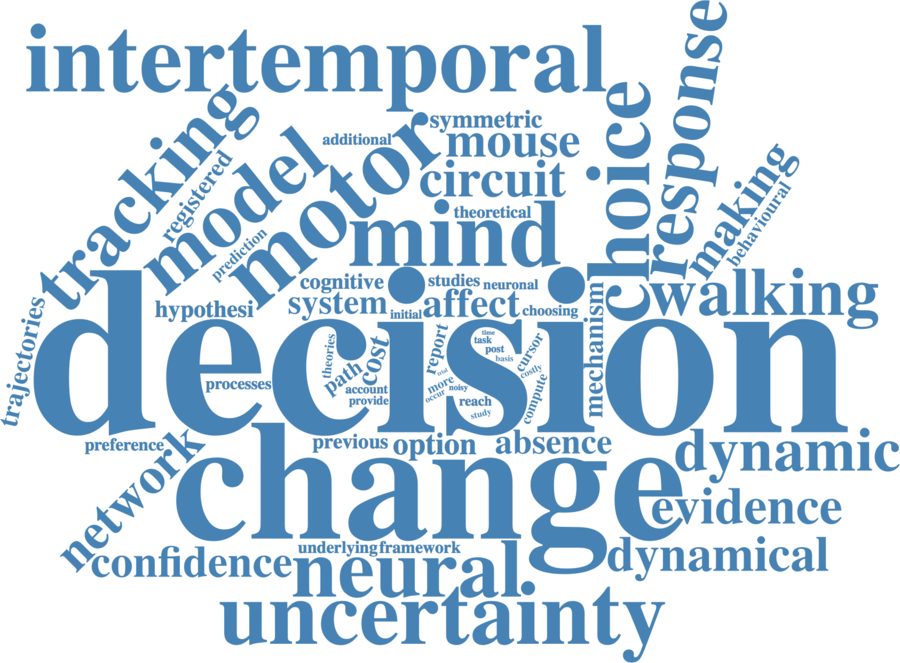 intertemporal
response
choice
tracking
model
motor
symmetric
additional
mouse
circuit
registered
prediction
theoretical
mind
making
behavioural
cognitive
studies
neuronal
hypothesi
system
initial
affect
choosing
mechanism
walking
trajectories
decision
theories
path
cost
report
time
task
post
basis
cursor
costly
trial
processes
account
provide
more
occur
noisy
reach
study
compute
preference
previous
option
absence
network
change
dynamic
evidence
confidence
underlying
framework
neural
dynamical
uncertainty